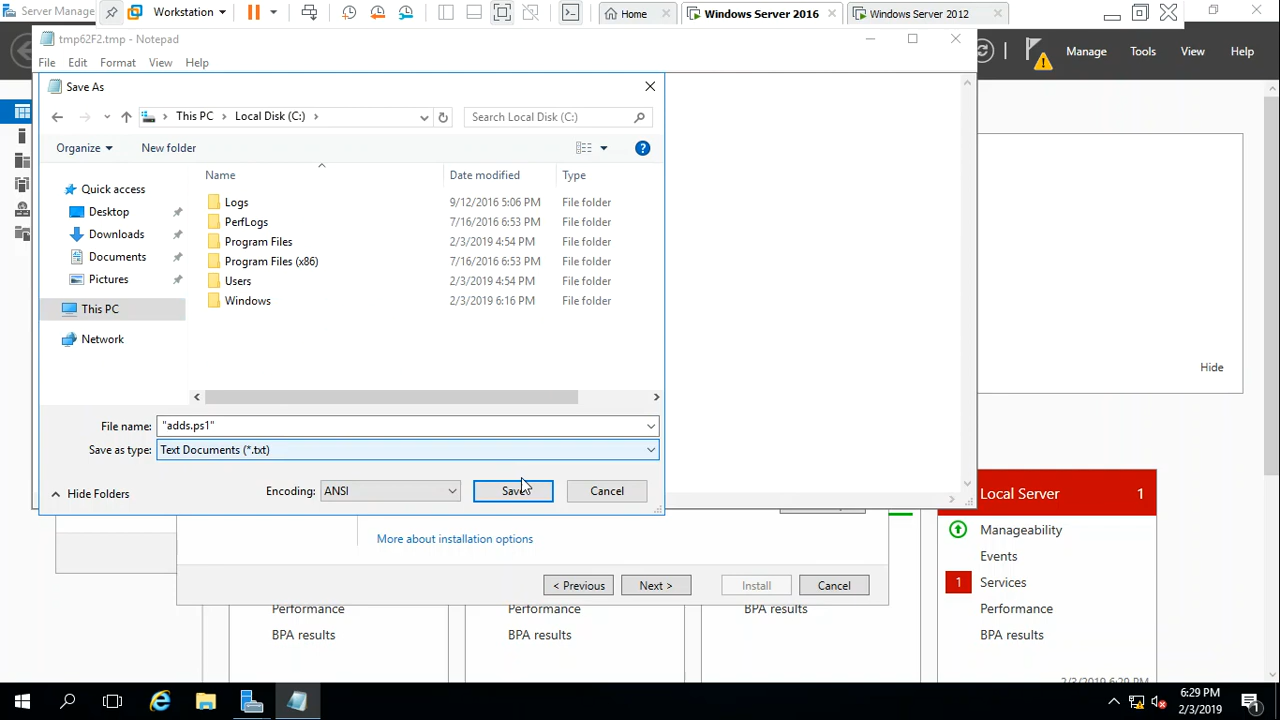 Server Manage
Workstation
Home
Windows Server 2016
Windows Server 2012
tmp62F2.tmp - Notepad
Manage
Tools
View
Help
File
Edit
Format
View
Help
Save As
This PC
Local Disk (C:)
Search Local Disk (C:)
Organize
New folder
Name
Date modified
Type
Quick access
Desktop
Downloads
Documents
Pictures
This PC
Network
Logs 9/12/2016 5:06 PM File folder
PerfLogs 7/16/2016 6:53 PM File folder
Program Files 2/3/2019 4:54 PM File folder
Program Files (x86) 7/16/2016 6:53 PM File folder
Users 2/3/2019 4:54 PM File folder
Windows 2/3/2019 6:16 PM File folder
Hide
File name: "adds.ps1"
Save as type: Text Documents (*.txt)
Hide Folders
Encoding: ANSI
Save
Cancel
Local Server 1
Manageability
Events
1 Services
Performance
BPA results
More about installation options
< Previous
Next >
Install
Cancel
Performance
BPA results
Performance
BPA results
BPA results
2/3/2019 6:29 PM
6:29 PM
2/3/2019
1